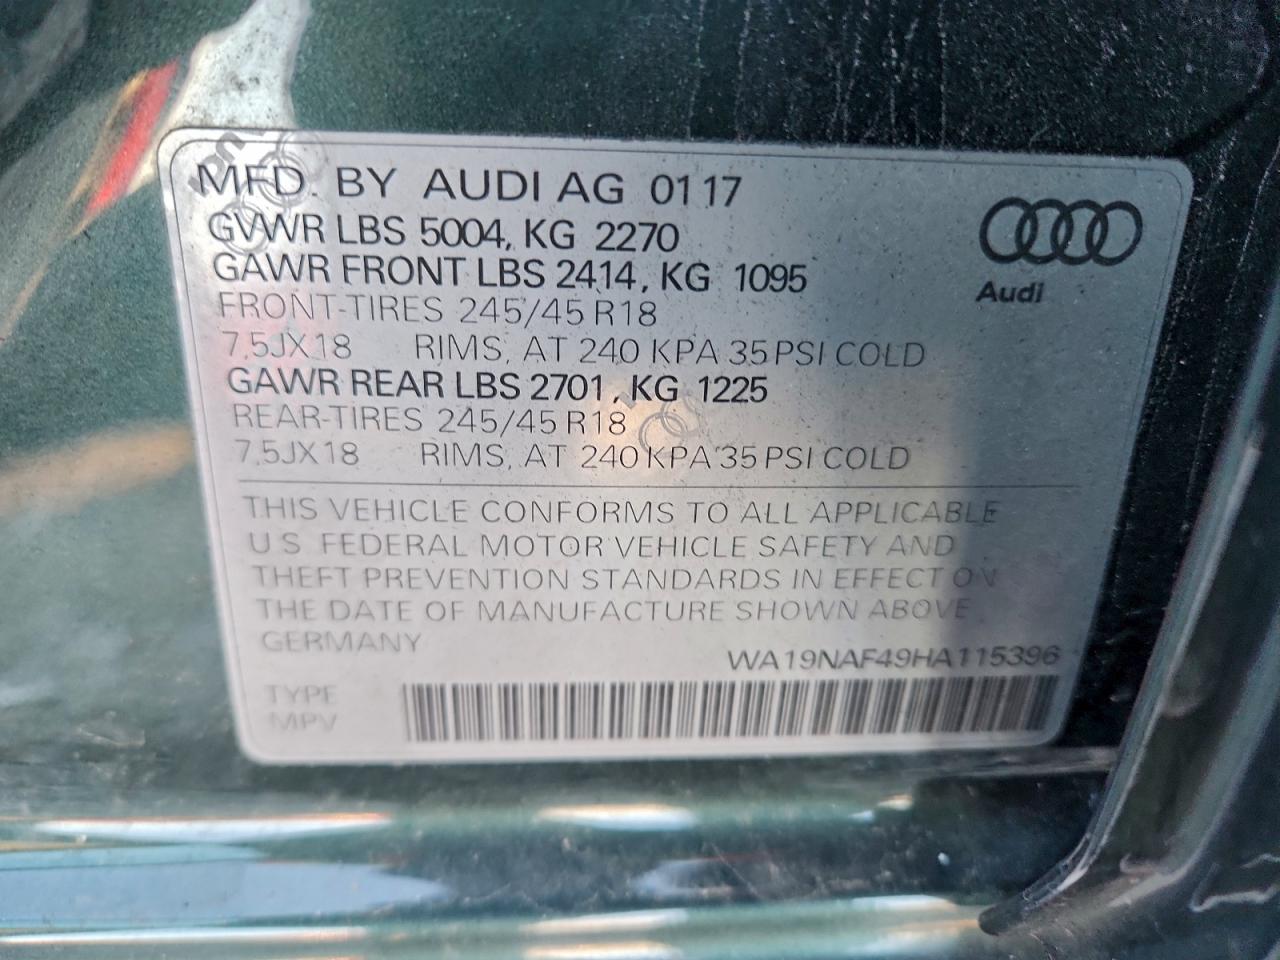 MFD. BY AUDI AG 01 17
GVWR LBS 5004, KG 2270
GAWR FRONT LBS 2414, KG 1095
FRONT-TIRES 245/45 R18
7,5JX18 RIMS, AT 240 KPA 35 PSI COLD
GAWR REAR LBS 2701, KG 1225
REAR-TIRES 245/45 R18
7,5JX18 RIMS, AT 240 KPA 35 PSI COLD
Audi
THIS VEHICLE CONFORMS TO ALL APPLICABLE
U S FEDERAL MOTOR VEHICLE SAFETY AND
THEFT PREVENTION STANDARDS IN EFFECT ON
THE DATE OF MANUFACTURE SHOWN ABOVE
GERMANY
WA19NAF49HA115396
TYPE
MPV